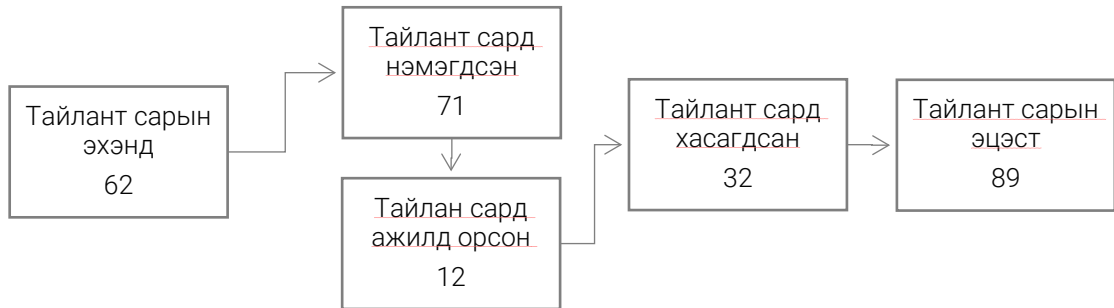 Тайлант сарын
эхэнд
62
Тайлант сард
нэмэгдсэн
71
Тайлан сард
ажилд орсон
12
Тайлант сард
хасагдсан
32
Тайлант сарын
эцэст
89